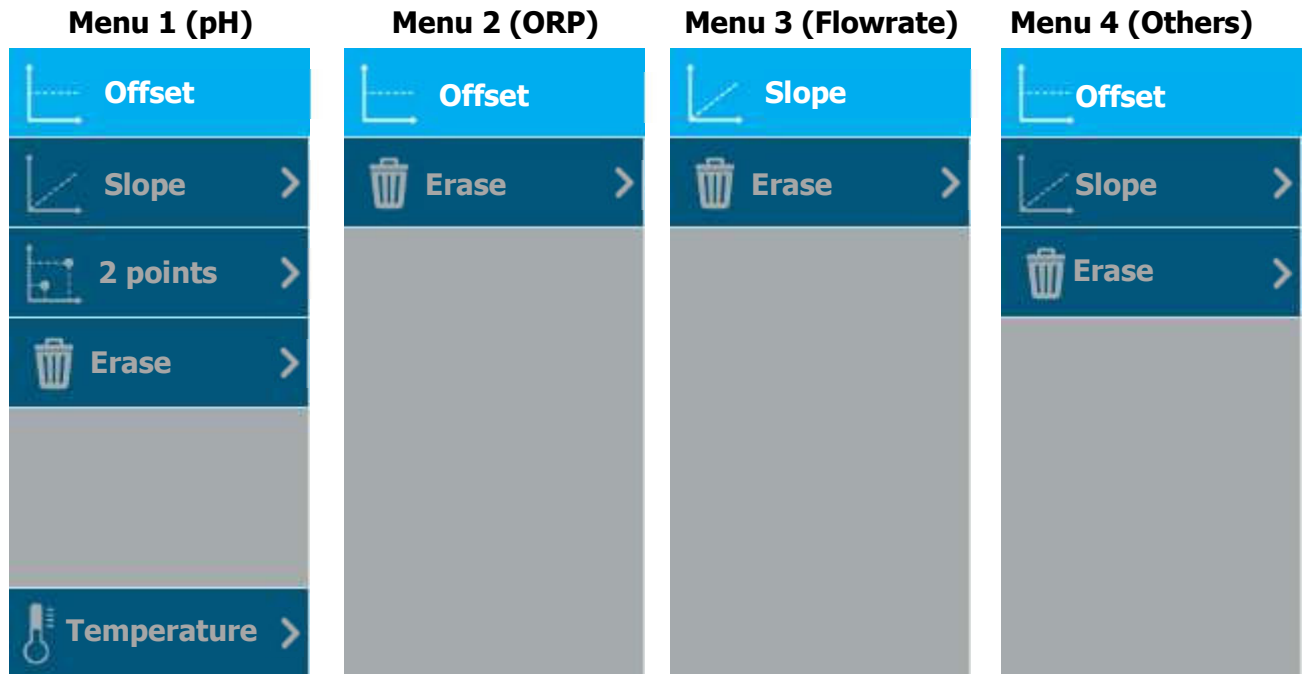 Menu 1 (pH)
Offset
Slope
2 points
Erase
Temperature
Menu 2 (ORP)
Offset
Erase
Menu 3 (Flowrate)
Slope
Erase
Menu 4 (Others)
Offset
Slope
Erase